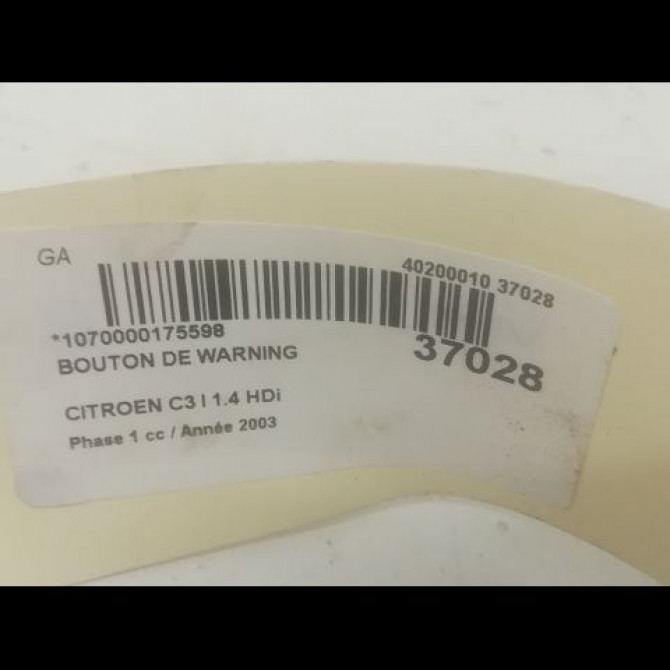 GA
40200010 37028
*1070000175598
37028
BOUTON DE WARNING
CITROEN C3 I 1.4 HDi
Phase 1 cc / Année 2003